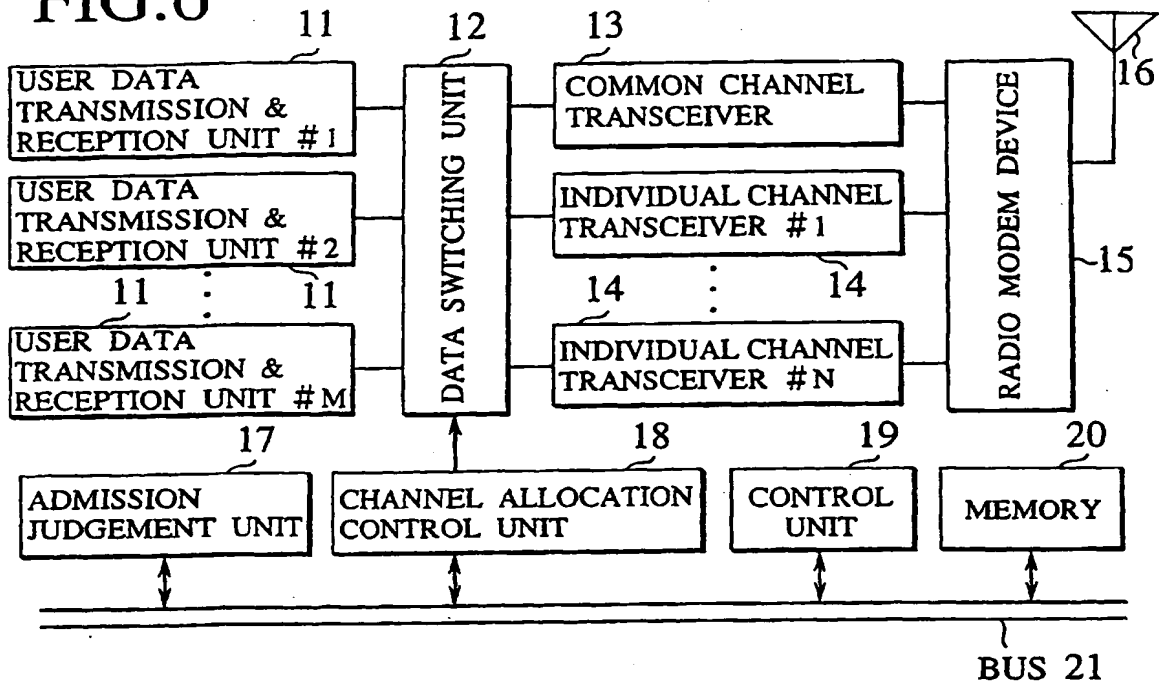 11
12
13
16
USER DATA
TRANSMISSION &
RECEPTION UNIT #1
DATA SWITCHING UNIT
COMMON CHANNEL
TRANSCEIVER
RADIO MODEM DEVICE
USER DATA
TRANSMISSION &
RECEPTION UNIT #2
INDIVIDUAL CHANNEL
TRANSCEIVER #1
15
11
11
14
14
USER DATA
TRANSMISSION &
RECEPTION UNIT #M
INDIVIDUAL CHANNEL
TRANSCEIVER #N
17
18
19
20
ADMISSION
JUDGEMENT UNIT
CHANNEL ALLOCATION
CONTROL UNIT
CONTROL
UNIT
MEMORY
BUS 21